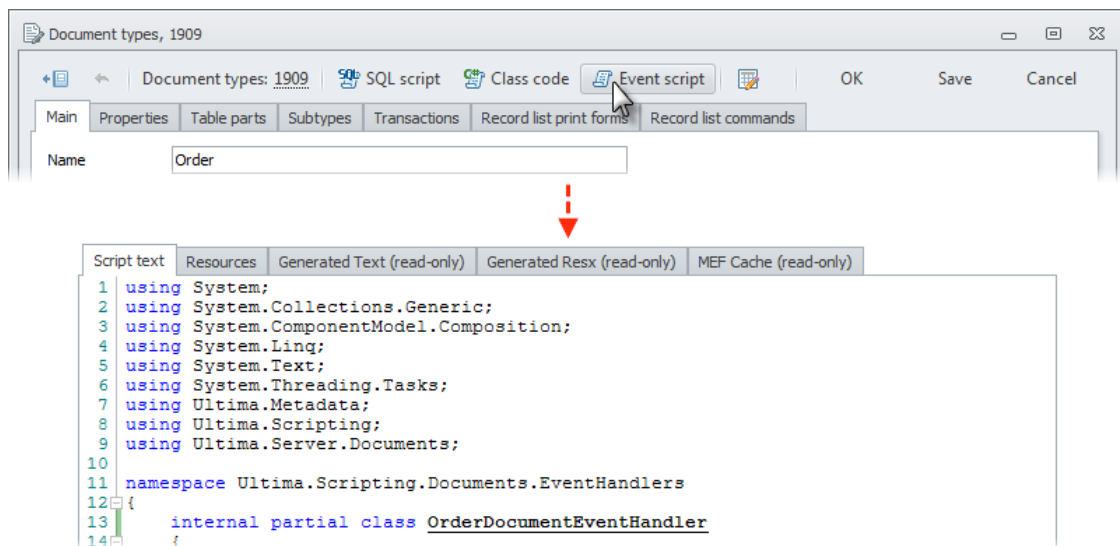 Document types, 1909
Document types: 1909 SQL script Class code Event script OK Save Cancel
Main Properties Table parts Subtypes Transactions Record list print forms Record list commands
Name Order
Script text Resources Generated Text (read-only) Generated Resx (read-only) MEF Cache (read-only)
1 using System;
2 using System.Collections.Generic;
3 using System.ComponentModel.Composition;
4 using System.Linq;
5 using System.Text;
6 using System.Threading.Tasks;
7 using Ultima.Metadata;
8 using Ultima.Scripting;
9 using Ultima.Server.Documents;
10
11 namespace Ultima.Scripting.Documents.EventHandlers
12 {
13 internal partial class OrderDocumentEventHandler
14 {